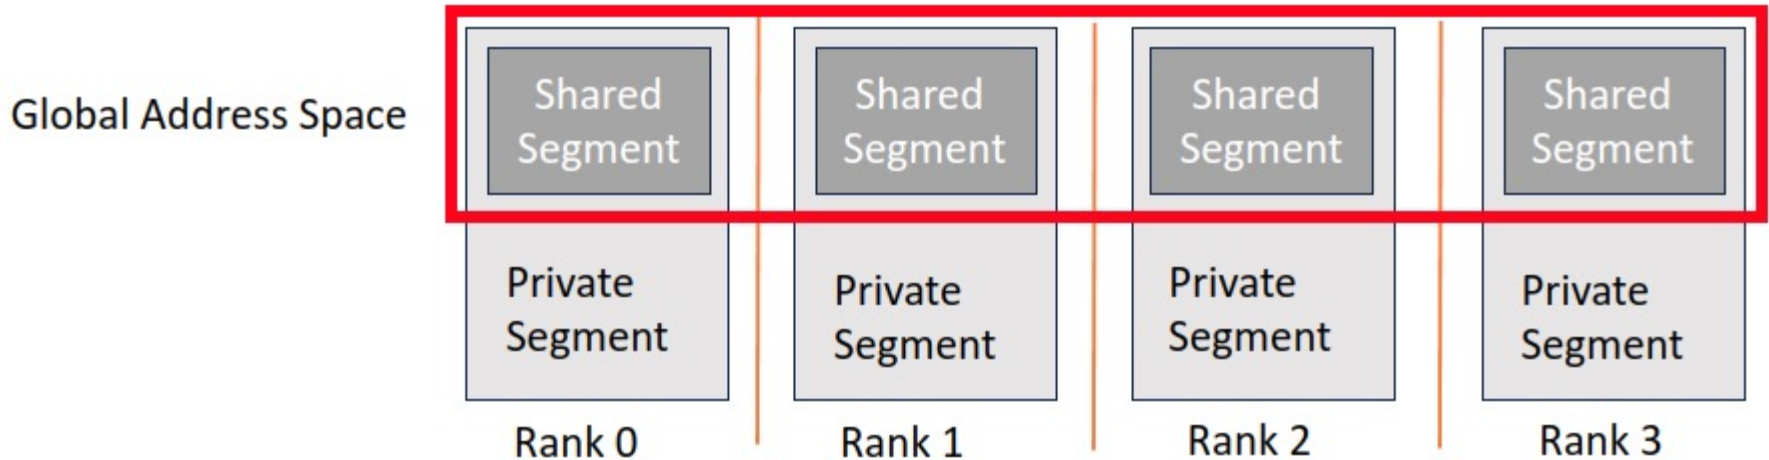 Global Address Space
Shared
Segment
Shared
Segment
Shared
Segment
Shared
Segment
Private
Segment
Private
Segment
Private
Segment
Private
Segment
Rank 0
Rank 1
Rank 2
Rank 3